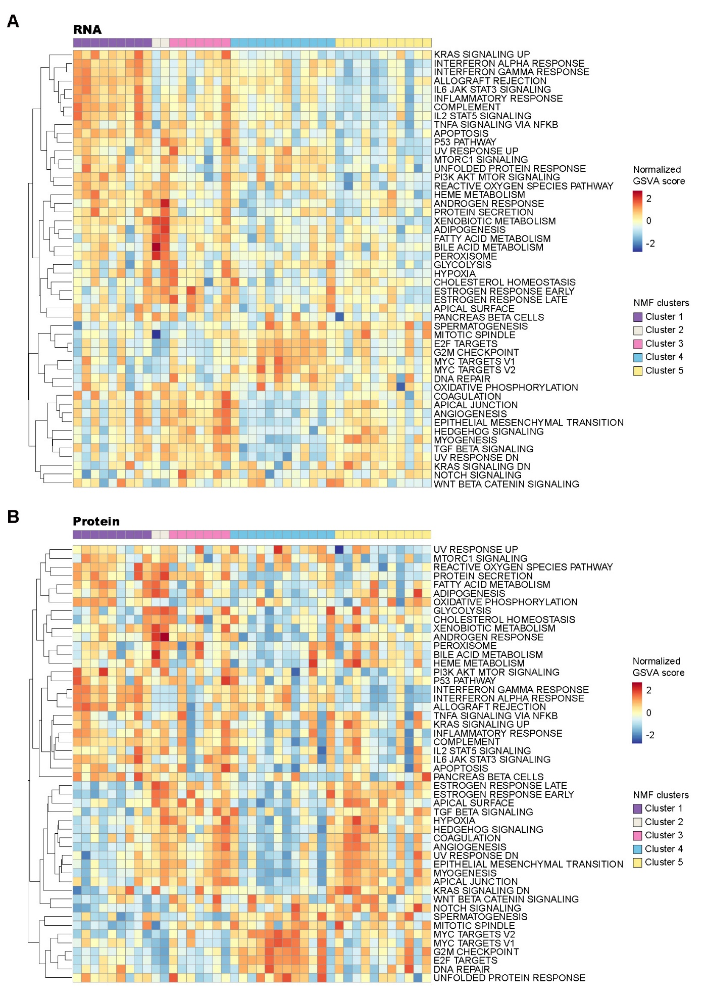 A
RNA
KRAS SIGNALING UP
INTERFERON ALPHA RESPONSE
INTERFERON GAMMA RESPONSE
ALLOGRAFT REJECTION
IL6 JAK STAT3 SIGNALING
INFLAMMATORY RESPONSE
COMPLEMENT
IL2 STAT5 SIGNALING
TNFA SIGNALING VIA NFKB
APOPTOSIS
P53 PATHWAY
UV RESPONSE UP
MTORC1 SIGNALING
UNFOLDED PROTEIN RESPONSE
PI3K AKT MTOR SIGNALING
REACTIVE OXYGEN SPECIES PATHWAY
HEME METABOLISM
ANDROGEN RESPONSE
PROTEIN SECRETION
XENOBIOTIC METABOLISM
ADIPOGENESIS
FATTY ACID METABOLISM
BILE ACID METABOLISM
PEROXISOME
GLYCOLYSIS
HYPOXIA
CHOLESTEROL HOMEOSTASIS
ESTROGEN RESPONSE EARLY
ESTROGEN RESPONSE LATE
APICAL SURFACE
PANCREAS BETA CELLS
SPERMATOGENESIS
MITOTIC SPINDLE
E2F TARGETS
G2M CHECKPOINT
MYC TARGETS V1
MYC TARGETS V2
DNA REPAIR
OXIDATIVE PHOSPHORYLATION
COAGULATION
APICAL JUNCTION
ANGIOGENESIS
EPITHELIAL MESENCHYMAL TRANSITION
HEDGEHOG SIGNALING
MYOGENESIS
TGF BETA SIGNALING
UV RESPONSE DN
KRAS SIGNALING DN
NOTCH SIGNALING
WNT BETA CATENIN SIGNALING
Normalized
GSVA score
2
0
-2
NMF clusters
Cluster 1
Cluster 2
Cluster 3
Cluster 4
Cluster 5
B
Protein
UV RESPONSE UP
MTORC1 SIGNALING
REACTIVE OXYGEN SPECIES PATHWAY
PROTEIN SECRETION
FATTY ACID METABOLISM
ADIPOGENESIS
OXIDATIVE PHOSPHORYLATION
GLYCOLYSIS
CHOLESTEROL HOMEOSTASIS
XENOBIOTIC METABOLISM
ANDROGEN RESPONSE
PEROXISOME
BILE ACID METABOLISM
HEME METABOLISM
PI3K AKT MTOR SIGNALING
P53 PATHWAY
INTERFERON GAMMA RESPONSE
INTERFERON ALPHA RESPONSE
ALLOGRAFT REJECTION
TNFA SIGNALING VIA NFKB
KRAS SIGNALING UP
INFLAMMATORY RESPONSE
COMPLEMENT
IL2 STAT5 SIGNALING
IL6 JAK STAT3 SIGNALING
APOPTOSIS
PANCREAS BETA CELLS
ESTROGEN RESPONSE LATE
ESTROGEN RESPONSE EARLY
APICAL SURFACE
TGF BETA SIGNALING
HYPOXIA
HEDGEHOG SIGNALING
COAGULATION
ANGIOGENESIS
UV RESPONSE DN
EPITHELIAL MESENCHYMAL TRANSITION
MYOGENESIS
APICAL JUNCTION
KRAS SIGNALING DN
WNT BETA CATENIN SIGNALING
NOTCH SIGNALING
SPERMATOGENESIS
MITOTIC SPINDLE
MYC TARGETS V2
MYC TARGETS V1
G2M CHECKPOINT
E2F TARGETS
DNA REPAIR
UNFOLDED PROTEIN RESPONSE
Normalized
GSVA score
2
0
-2
NMF clusters
Cluster 1
Cluster 2
Cluster 3
Cluster 4
Cluster 5